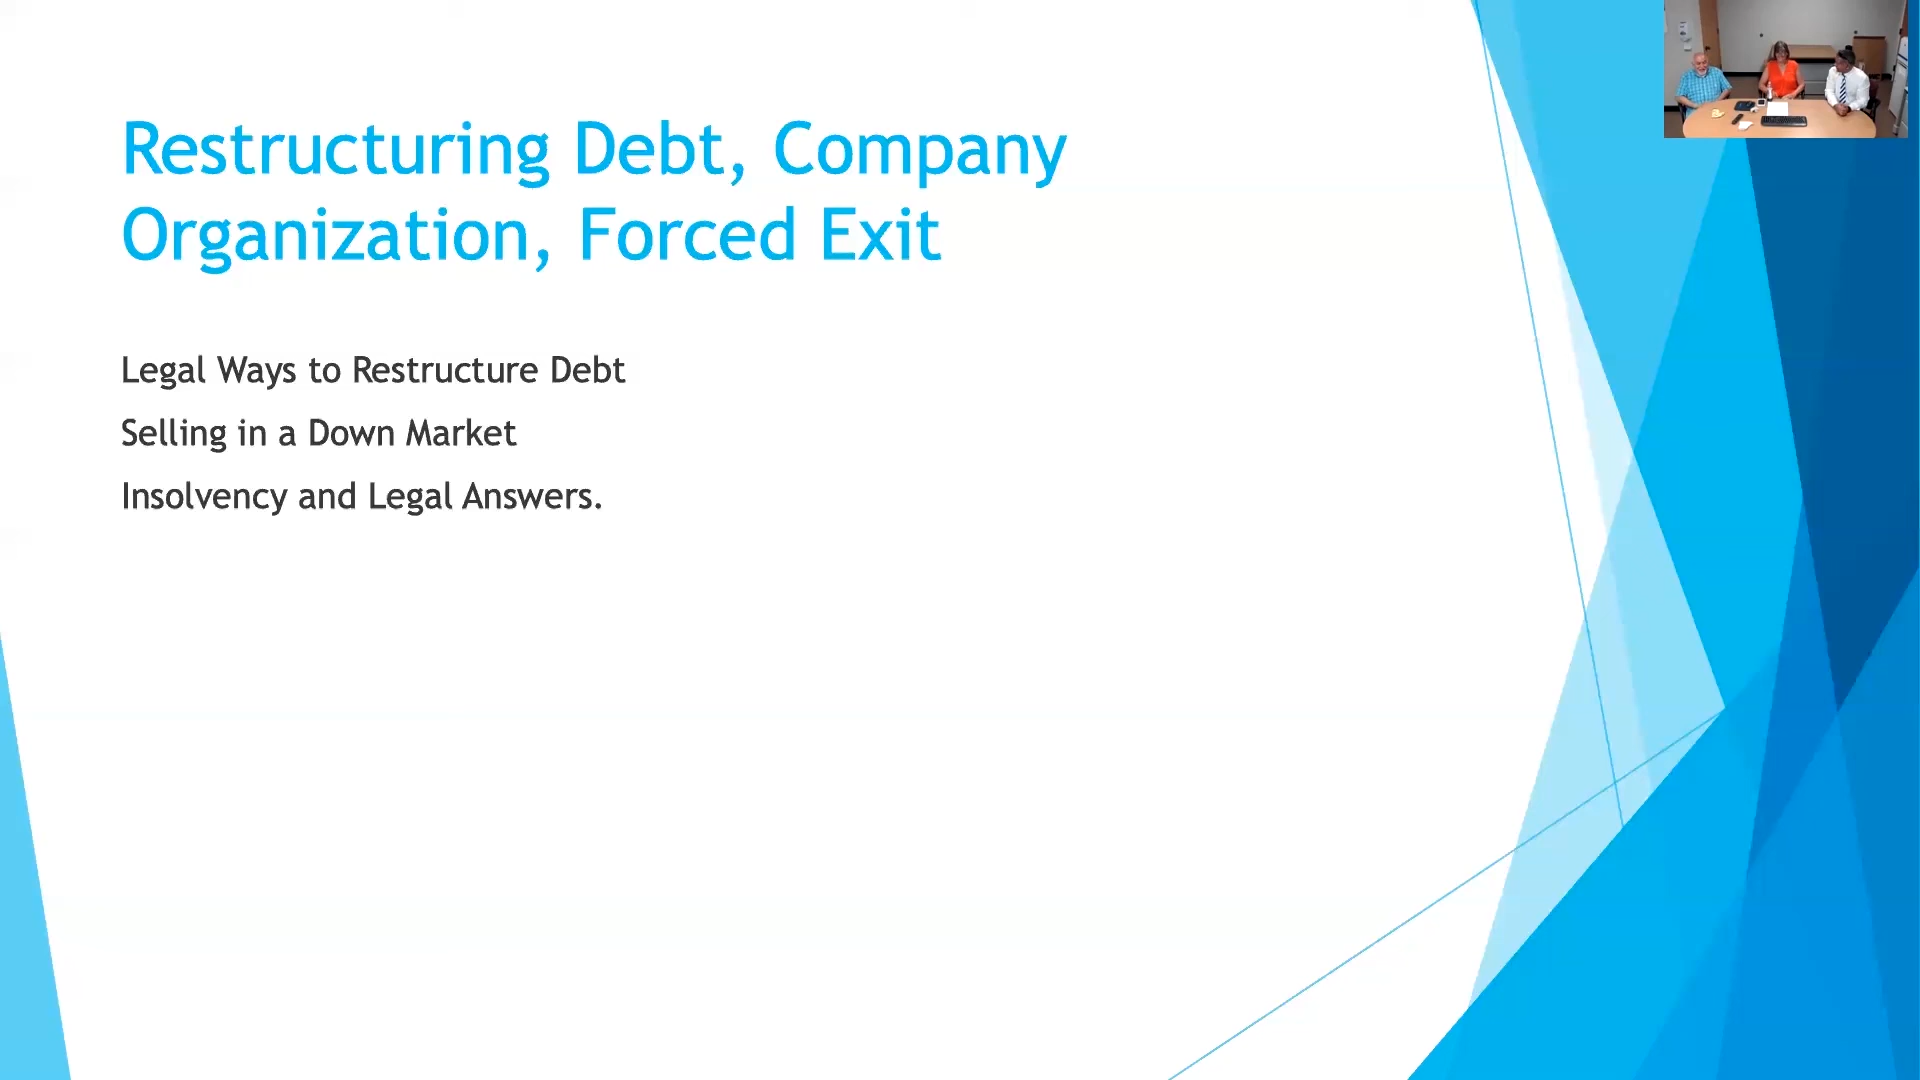 Restructuring Debt, Company
Organization, Forced Exit
Legal Ways to Restructure Debt
Selling in a Down Market
Insolvency and Legal Answers.